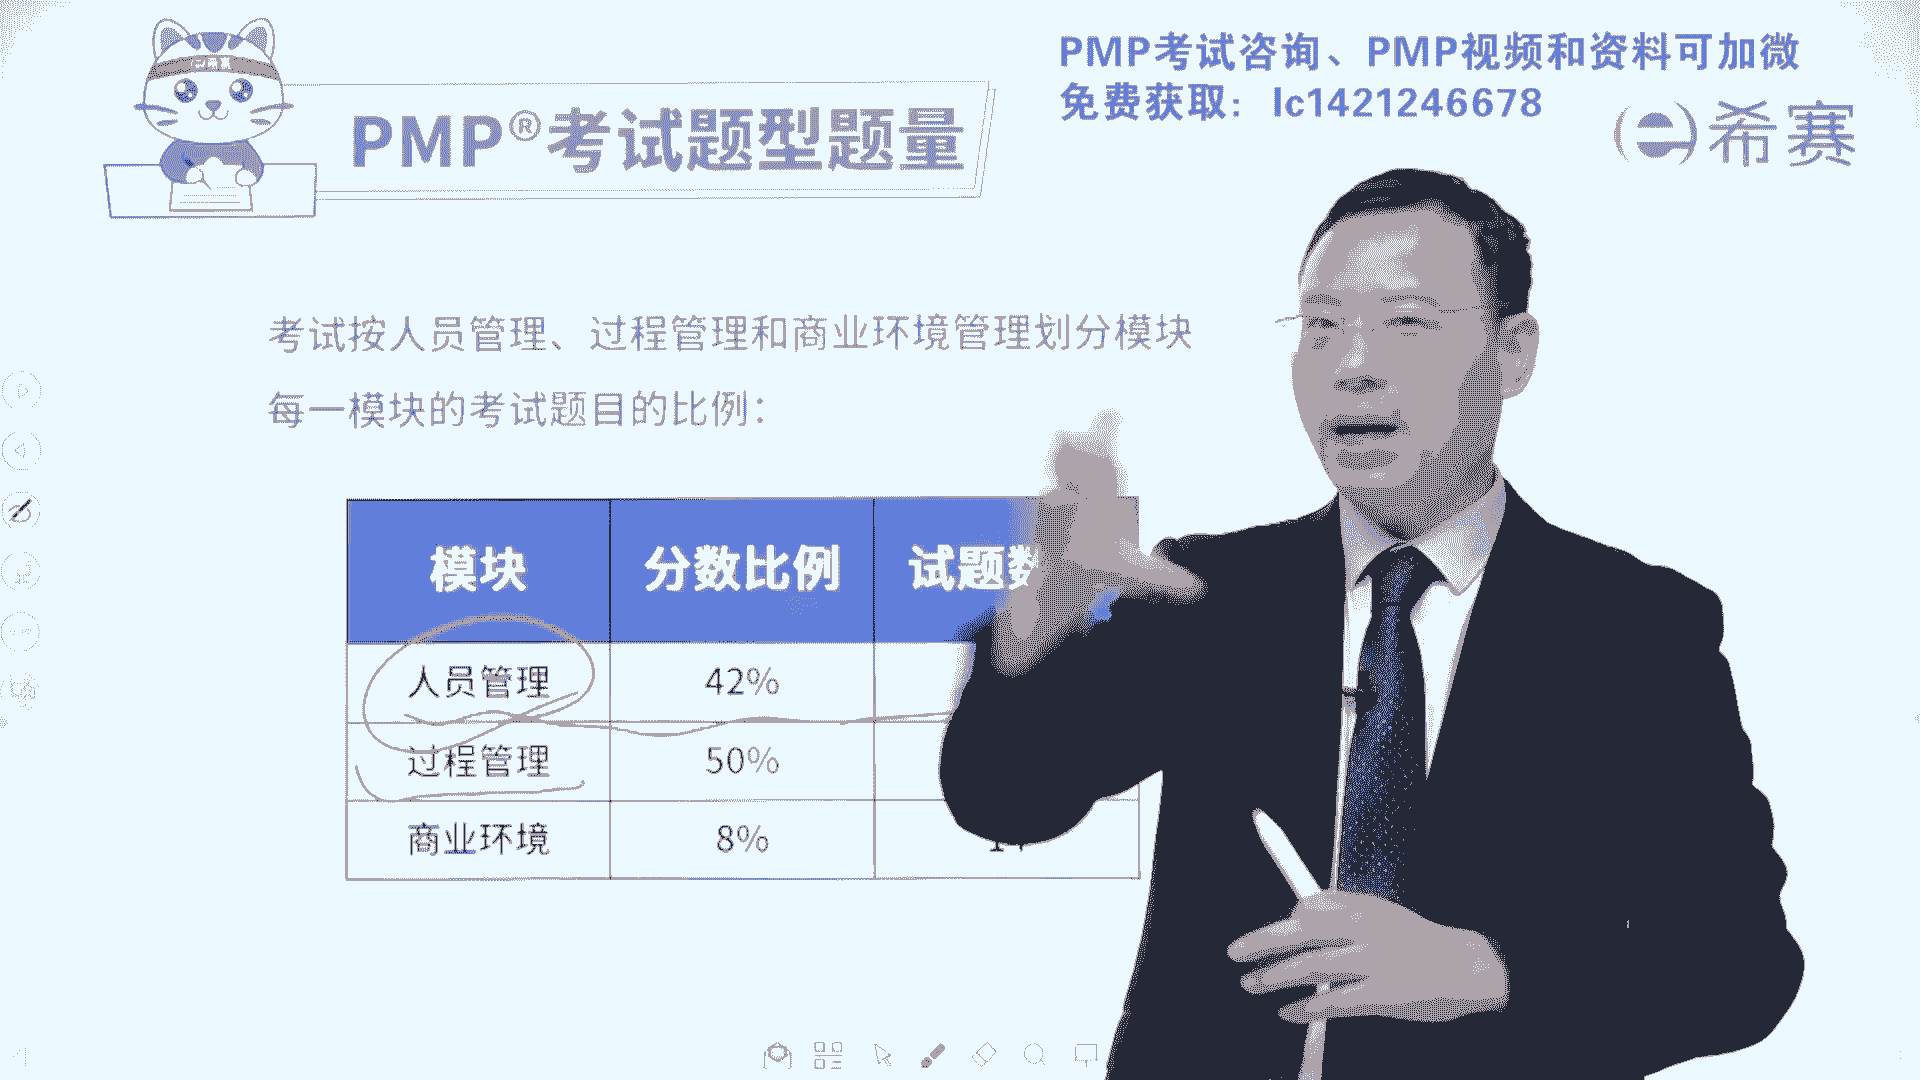 PMP考试咨询、PMP视频和资料可加微
免费获取：lc1421246678
希赛
PMP®考试题型题量
考试按人员管理、过程管理和商业环境管理划分模块
每一模块的考试题目的比例：
模块 分数比例 试题数
人员管理 42%
过程管理 50%
商业环境 8%